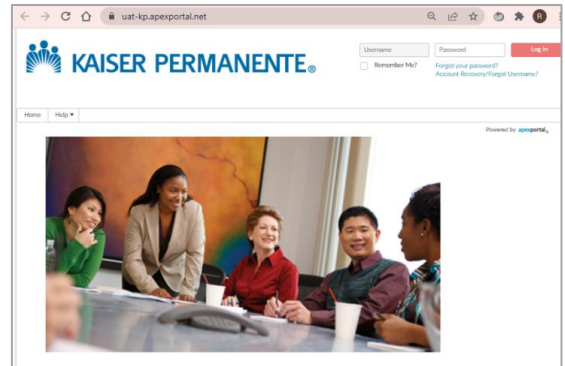 uat-kp.apexportal.net
R
Username
Password
Log In
KAISER PERMANENTE®
Remember Me?
Forgot your password?
Account Recovery/Forgot Username?
Home
Help ▾
Powered by apexportal®